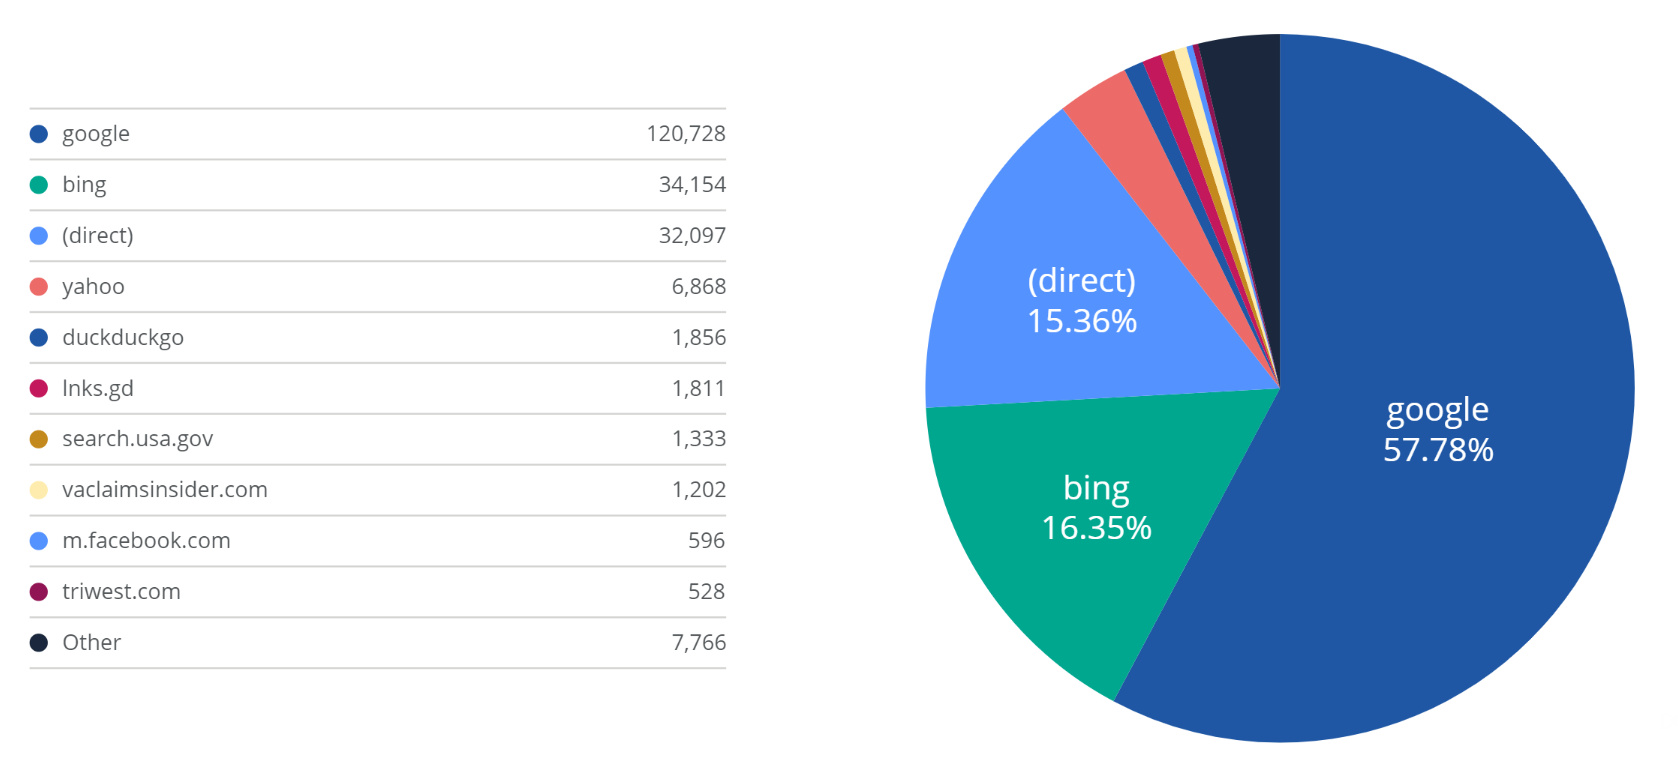 google 120,728
bing 34,154
(direct) 32,097
yahoo 6,868
duckduckgo 1,856
lnks.gd 1,811
search.usa.gov 1,333
vaclaimsinsider.com 1,202
m.facebook.com 596
triwest.com 528
Other 7,766
(direct)
15.36%
google
57.78%
bing
16.35%